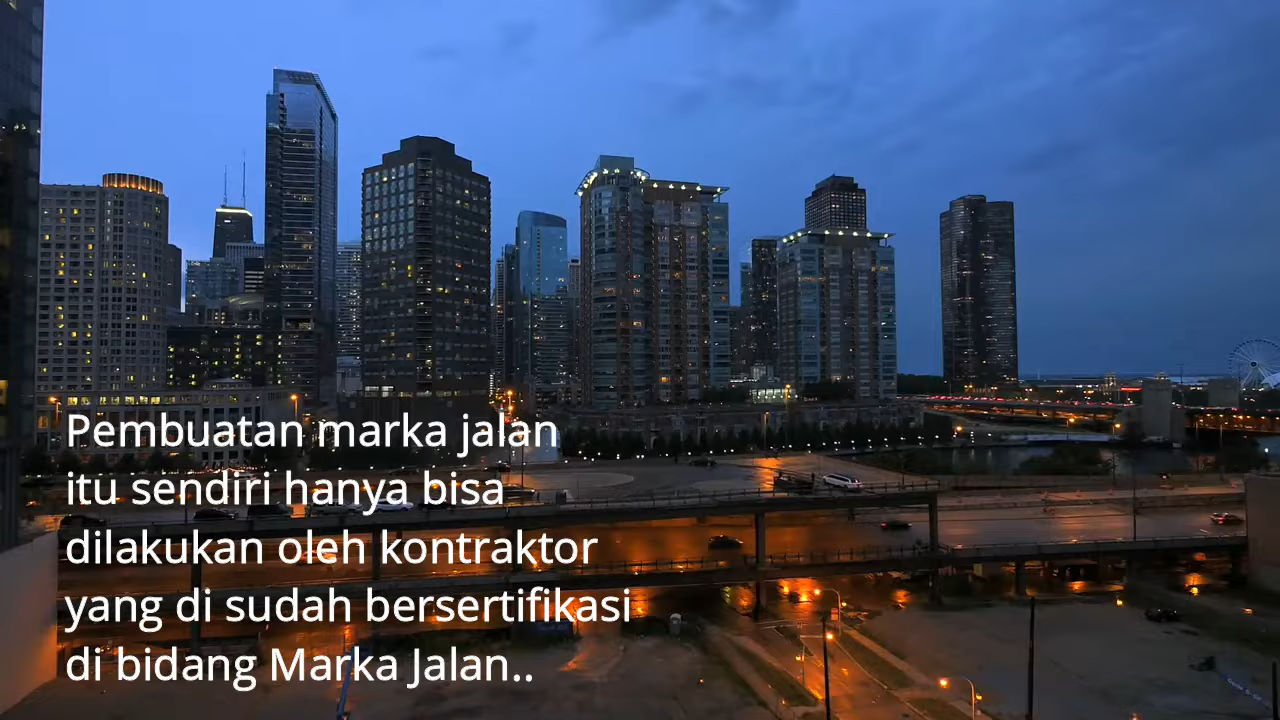 Pembuatan marka jalan
itu sendiri hanya bisa
dilakukan oleh kontraktor
yang di sudah bersertifikasi
di bidang Marka Jalan..